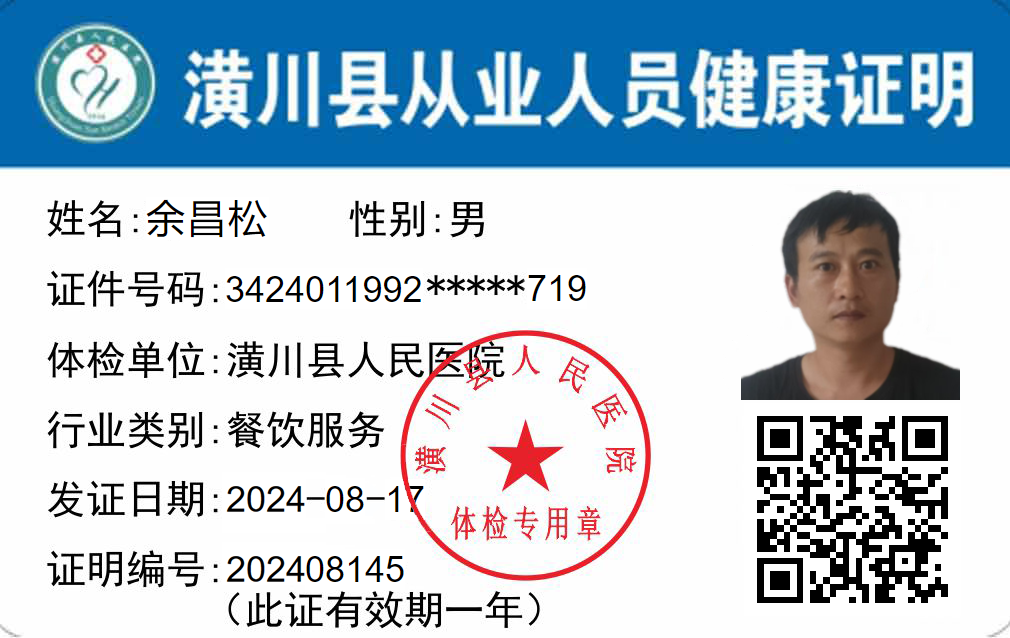 潢川县从业人员健康证明
姓名:余昌松 性别:男
证件号码:3424011992*****719
体检单位:潢川县人民医院
行业类别:餐饮服务
发证日期:2024-08-17
证明编号:202408145
（此证有效期一年）
潢川县人民医院
体检专用章